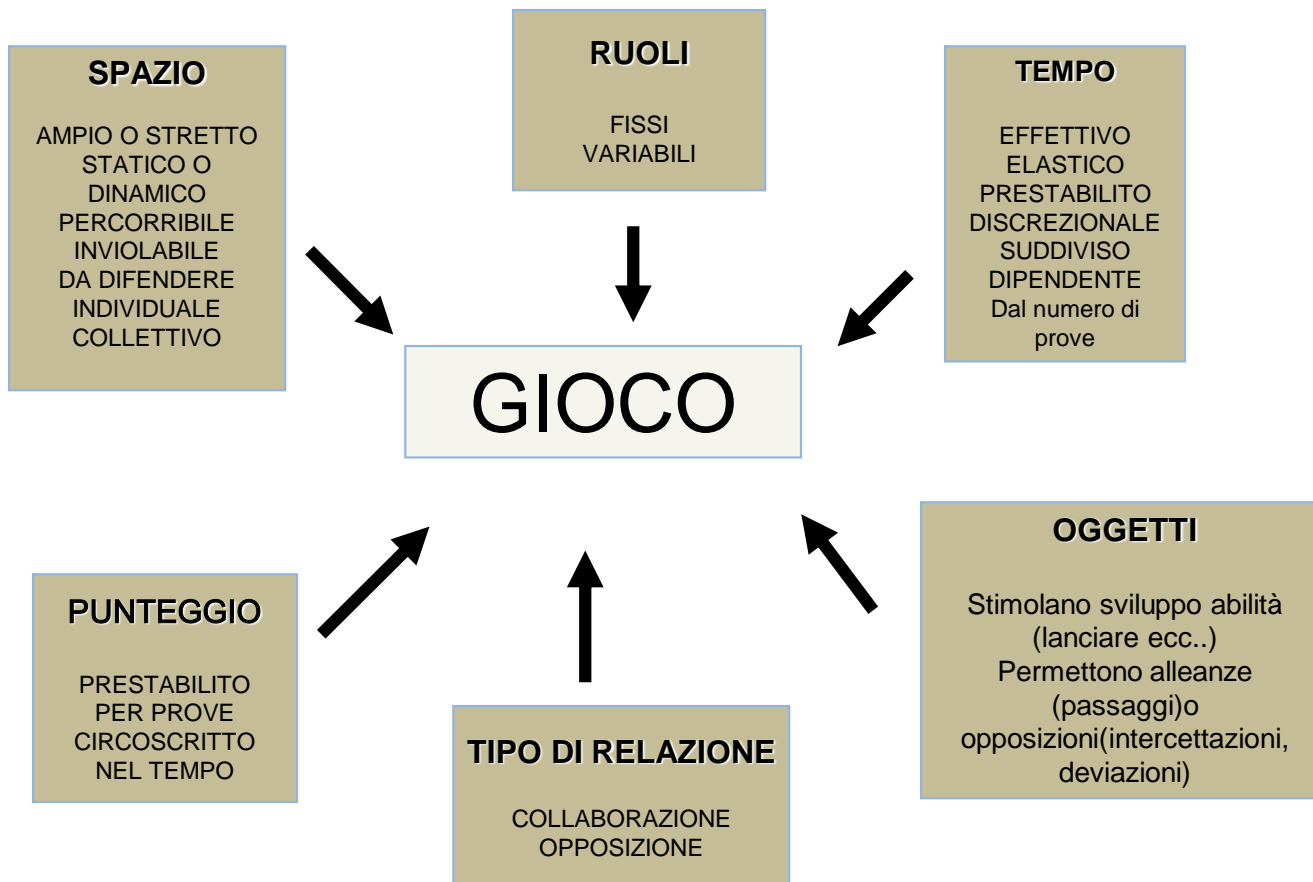 SPAZIO
AMPIO O STRETTO
STATICO O
DINAMICO
PERCORRIBILE
INVIOLABILE
DA DIFENDERE
INDIVIDUALE
COLLETTIVO
RUOLI
FISSI
VARIABILI
TEMPO
EFFETTIVO
ELASTICO
PRESTABILITO
DISCREZIONALE
SUDDIVISO
DIPENDENTE
Dal numero di
prove
GIOCO
PUNTEGGIO
PRESTABILITO
PER PROVE
CIRCOSCRITTO
NEL TEMPO
TIPO DI RELAZIONE
COLLABORAZIONE
OPPOSIZIONE
OGGETTI
Stimolano sviluppo abilità
(lanciare ecc..)
Permettono alleanze
(passaggi)o
opposizioni(intercettazioni,
deviazioni)